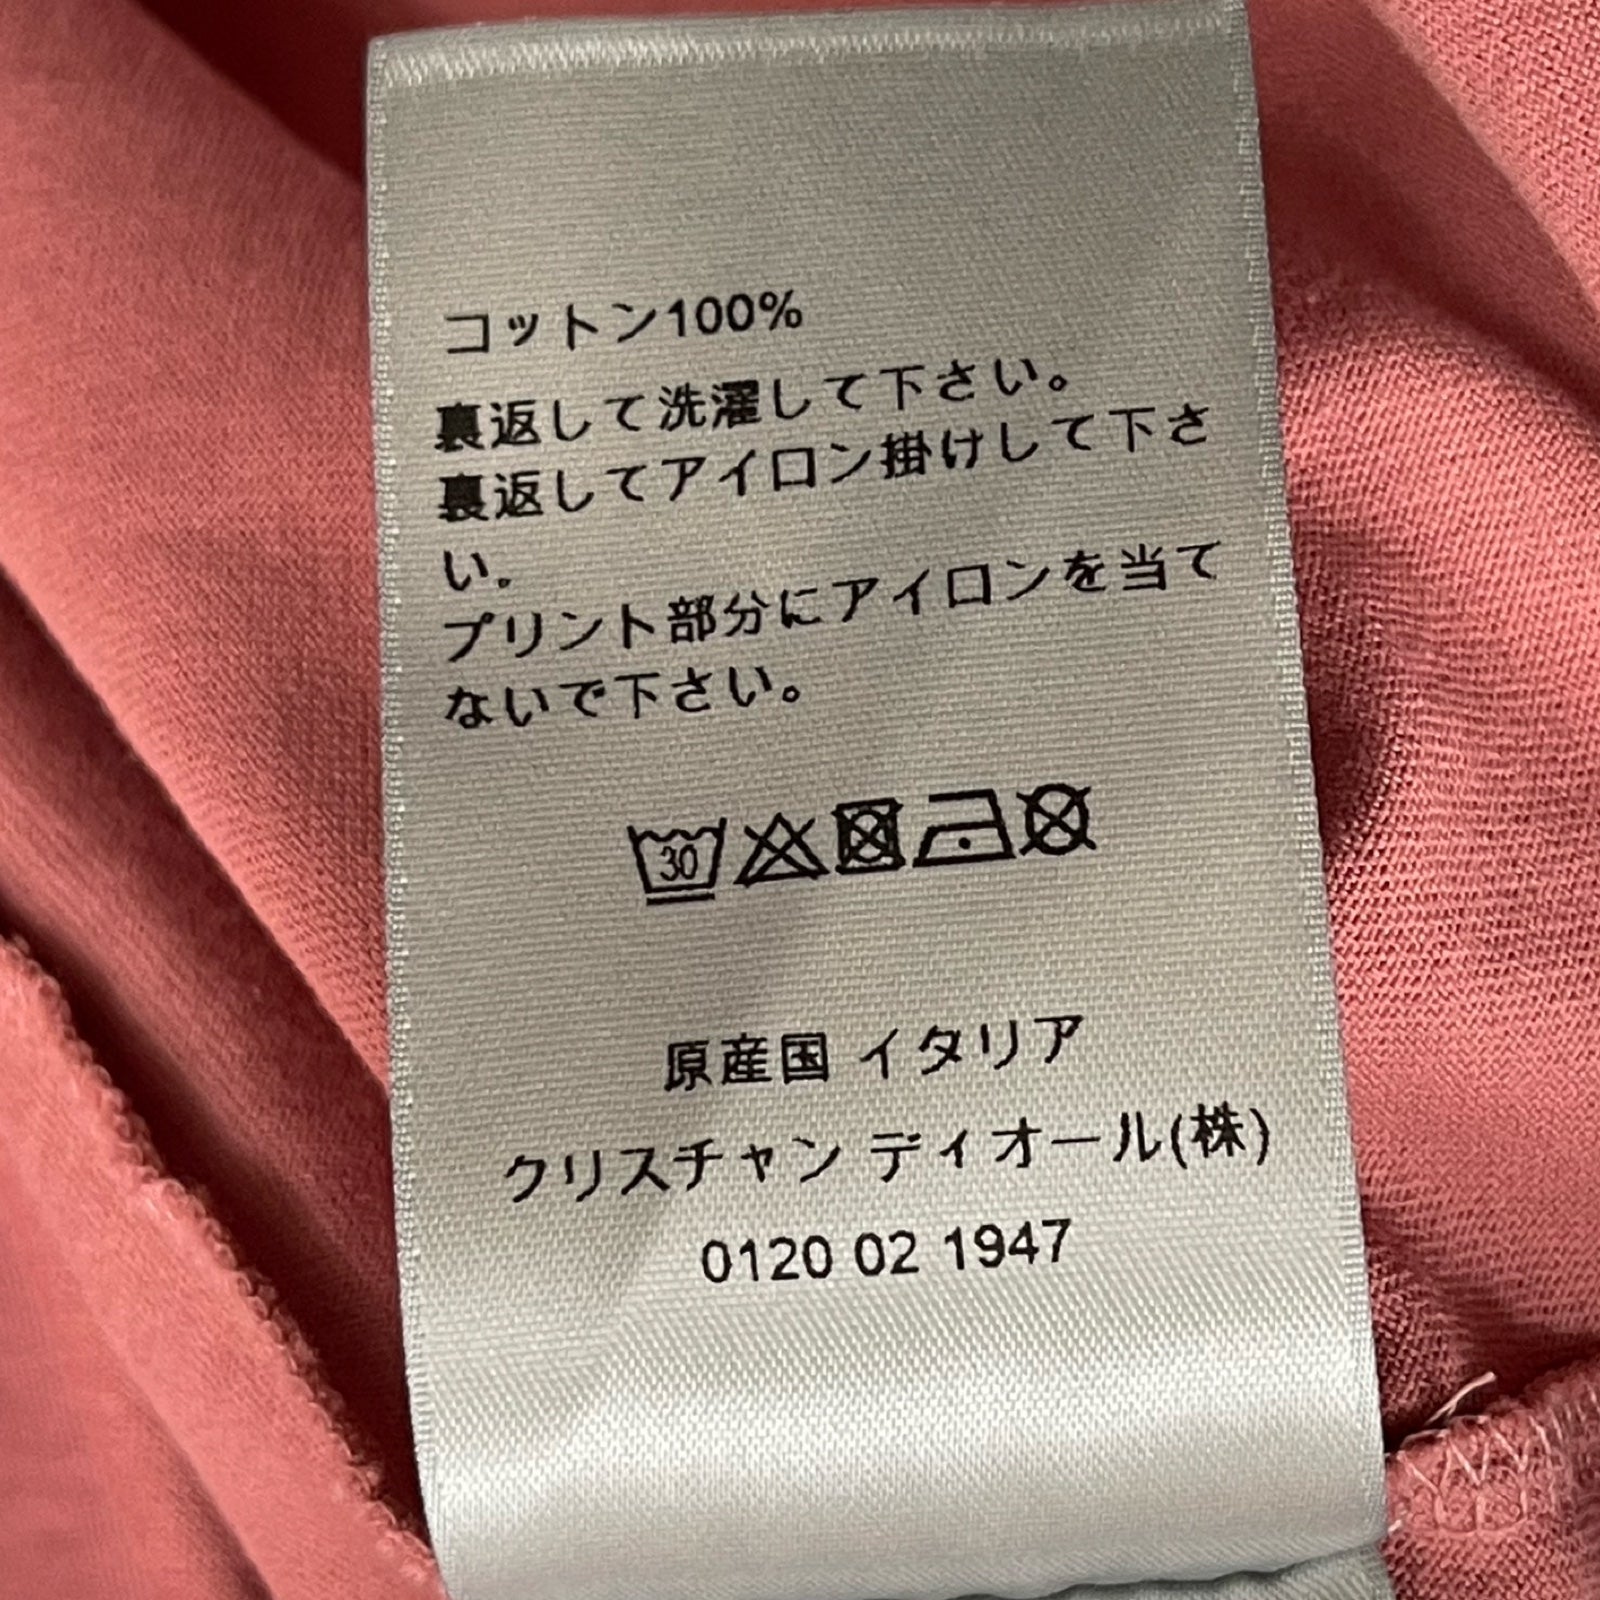 コットン100%
裏返して洗濯して下さい。
裏返してアイロン掛けして下さ
い。
プリント部分にアイロンを当て
ないで下さい。
30
原産国 イタリア
クリスチャン ディオール(株)
0120 02 1947